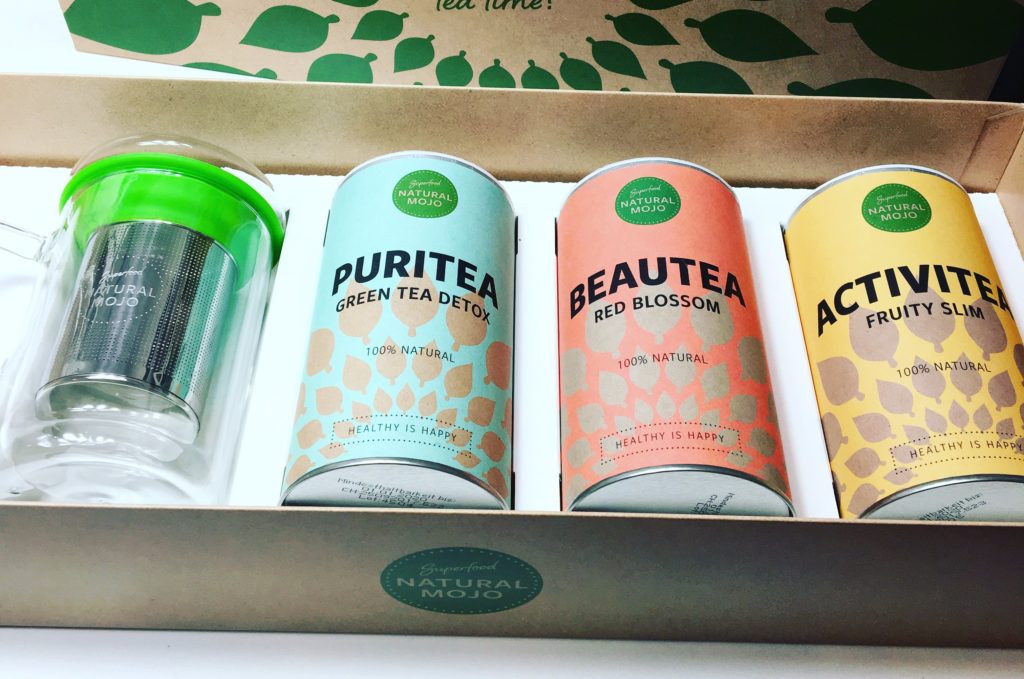 Tea Time!
Superfood
NATURAL
MOJO
Superfood
NATURAL
MOJO
PURITEA
GREEN TEA DETOX
100% NATURAL
HEALTHY IS HAPPY
Mindesthaltbarkeit bis:
Superfood
NATURAL
MOJO
BEAUTEA
RED BLOSSOM
100% NATURAL
HEALTHY IS HAPPY
Superfood
NATURAL
MOJO
ACTIVITEA
FRUITY SLIM
100% NATURAL
HEALTHY IS HAPPY
Superfood
NATURAL
MOJO